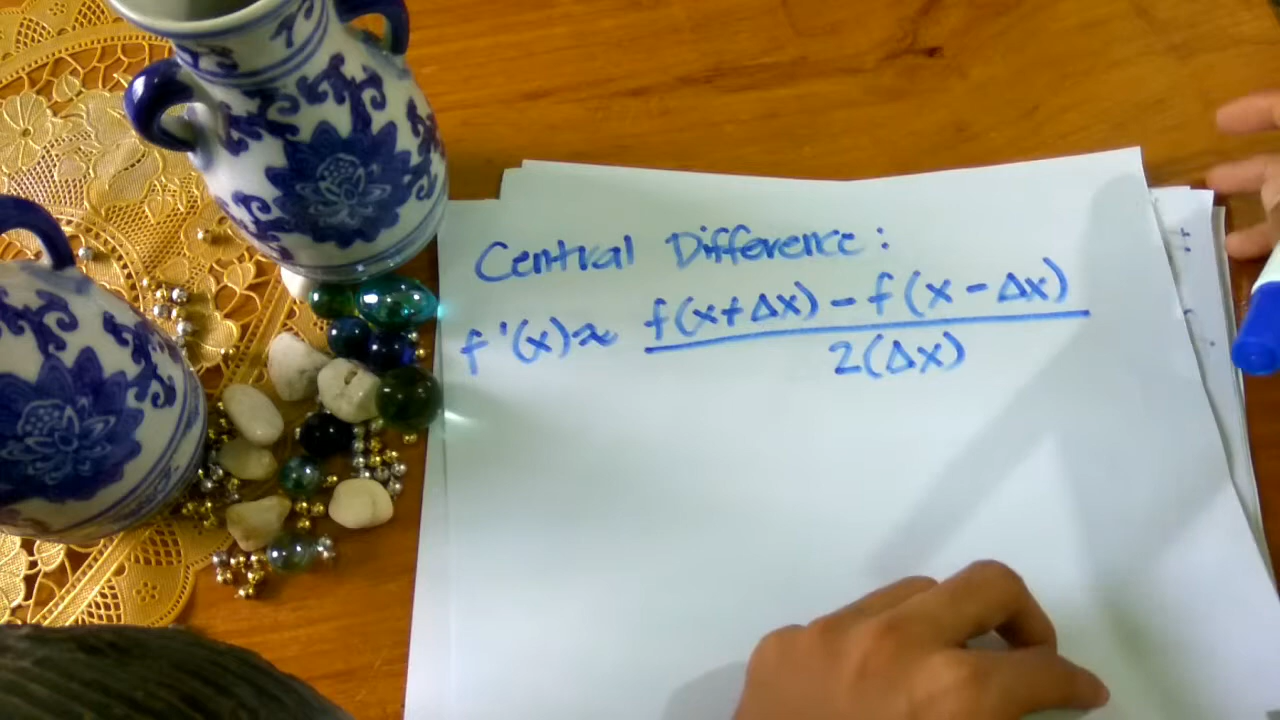 Central Difference:
f'(x)≈ f(x+Δx)-f(x-Δx)
2(Δx)